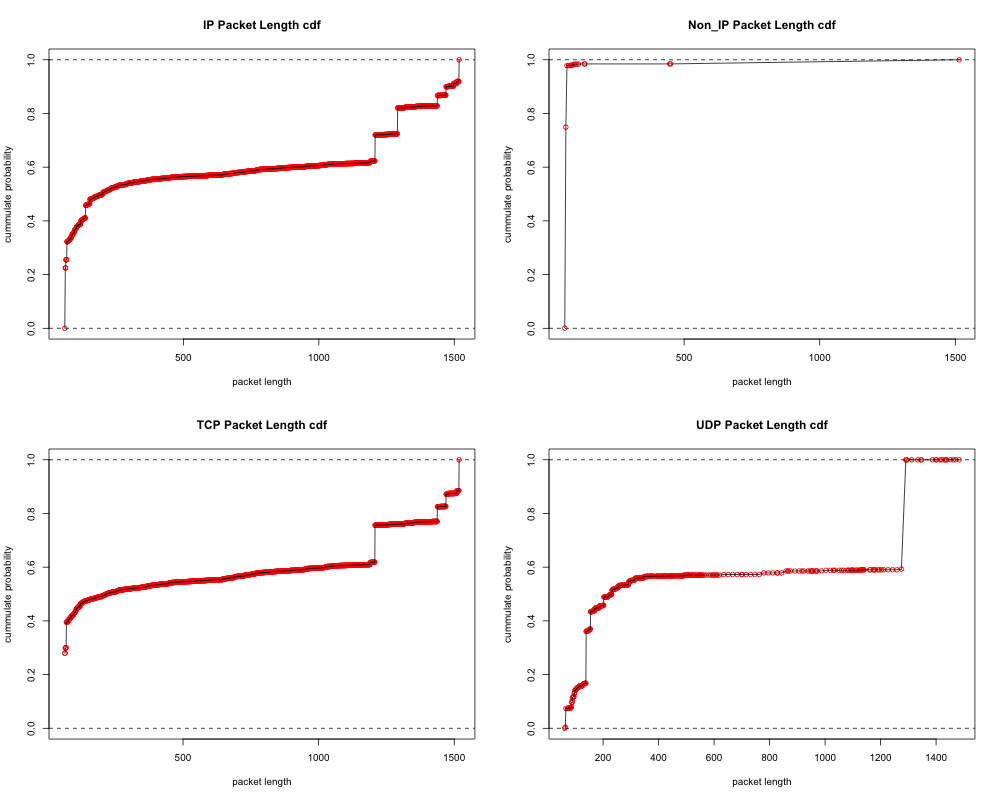 IP Packet Length cdf
1.0
0.8
0.6
0.4
0.2
0.0
cummulate probability
500 1000 1500
packet length
Non_IP Packet Length cdf
1.0
0.8
0.6
0.4
0.2
0.0
cummulate probability
500 1000 1500
packet length
TCP Packet Length cdf
1.0
0.8
0.6
0.4
0.2
0.0
cummulate probability
500 1000 1500
packet length
UDP Packet Length cdf
1.0
0.8
0.6
0.4
0.2
0.0
cummulate probability
200 400 600 800 1000 1200 1400
packet length